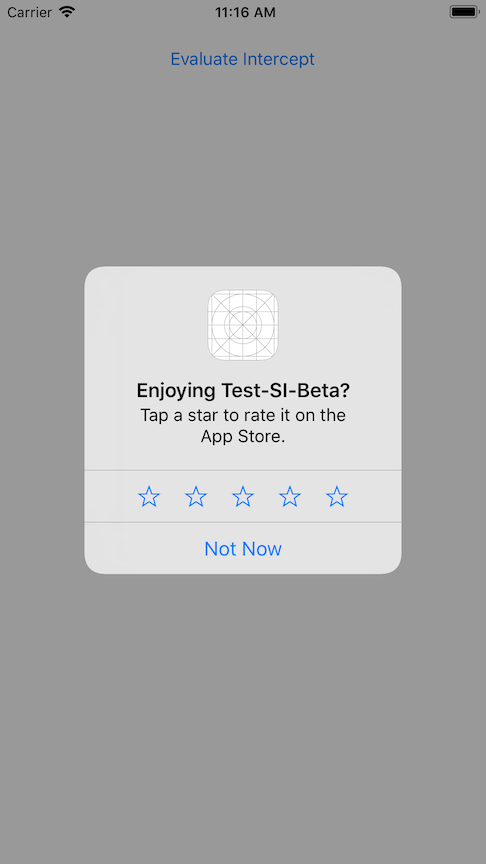 Carrier 11:16 AM
Evaluate Intercept
Enjoying Test-SI-Beta?
Tap a star to rate it on the
App Store.
Not Now